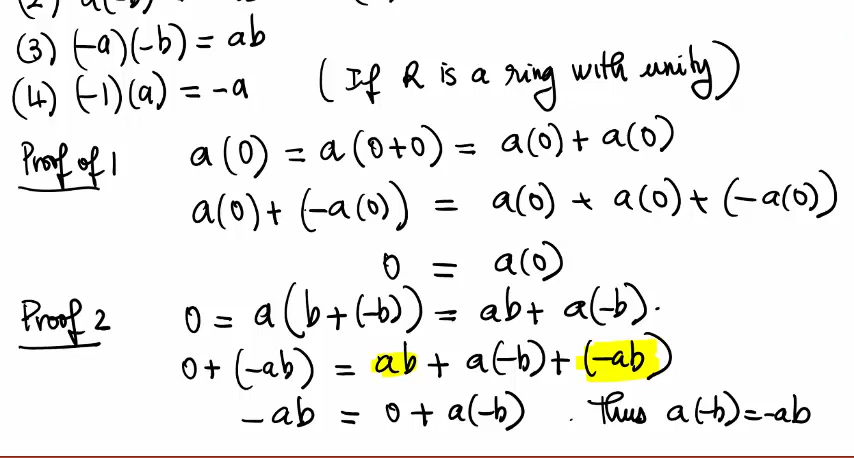 (3) (-a)(-b) = ab
(4) (-1)(a) = -a (If R is a ring with unity)
Proof of 1 a(0) = a(0+0) = a(0) + a(0)
a(0) + (-a(0)) = a(0) + a(0) + (-a(0))
0 = a(0)
Proof 2 0 = a(b+(-b)) = ab + a(-b).
0 + (-ab) = ab + a(-b) + (-ab)
-ab = 0 + a(-b) . Thus a(-b) = -ab